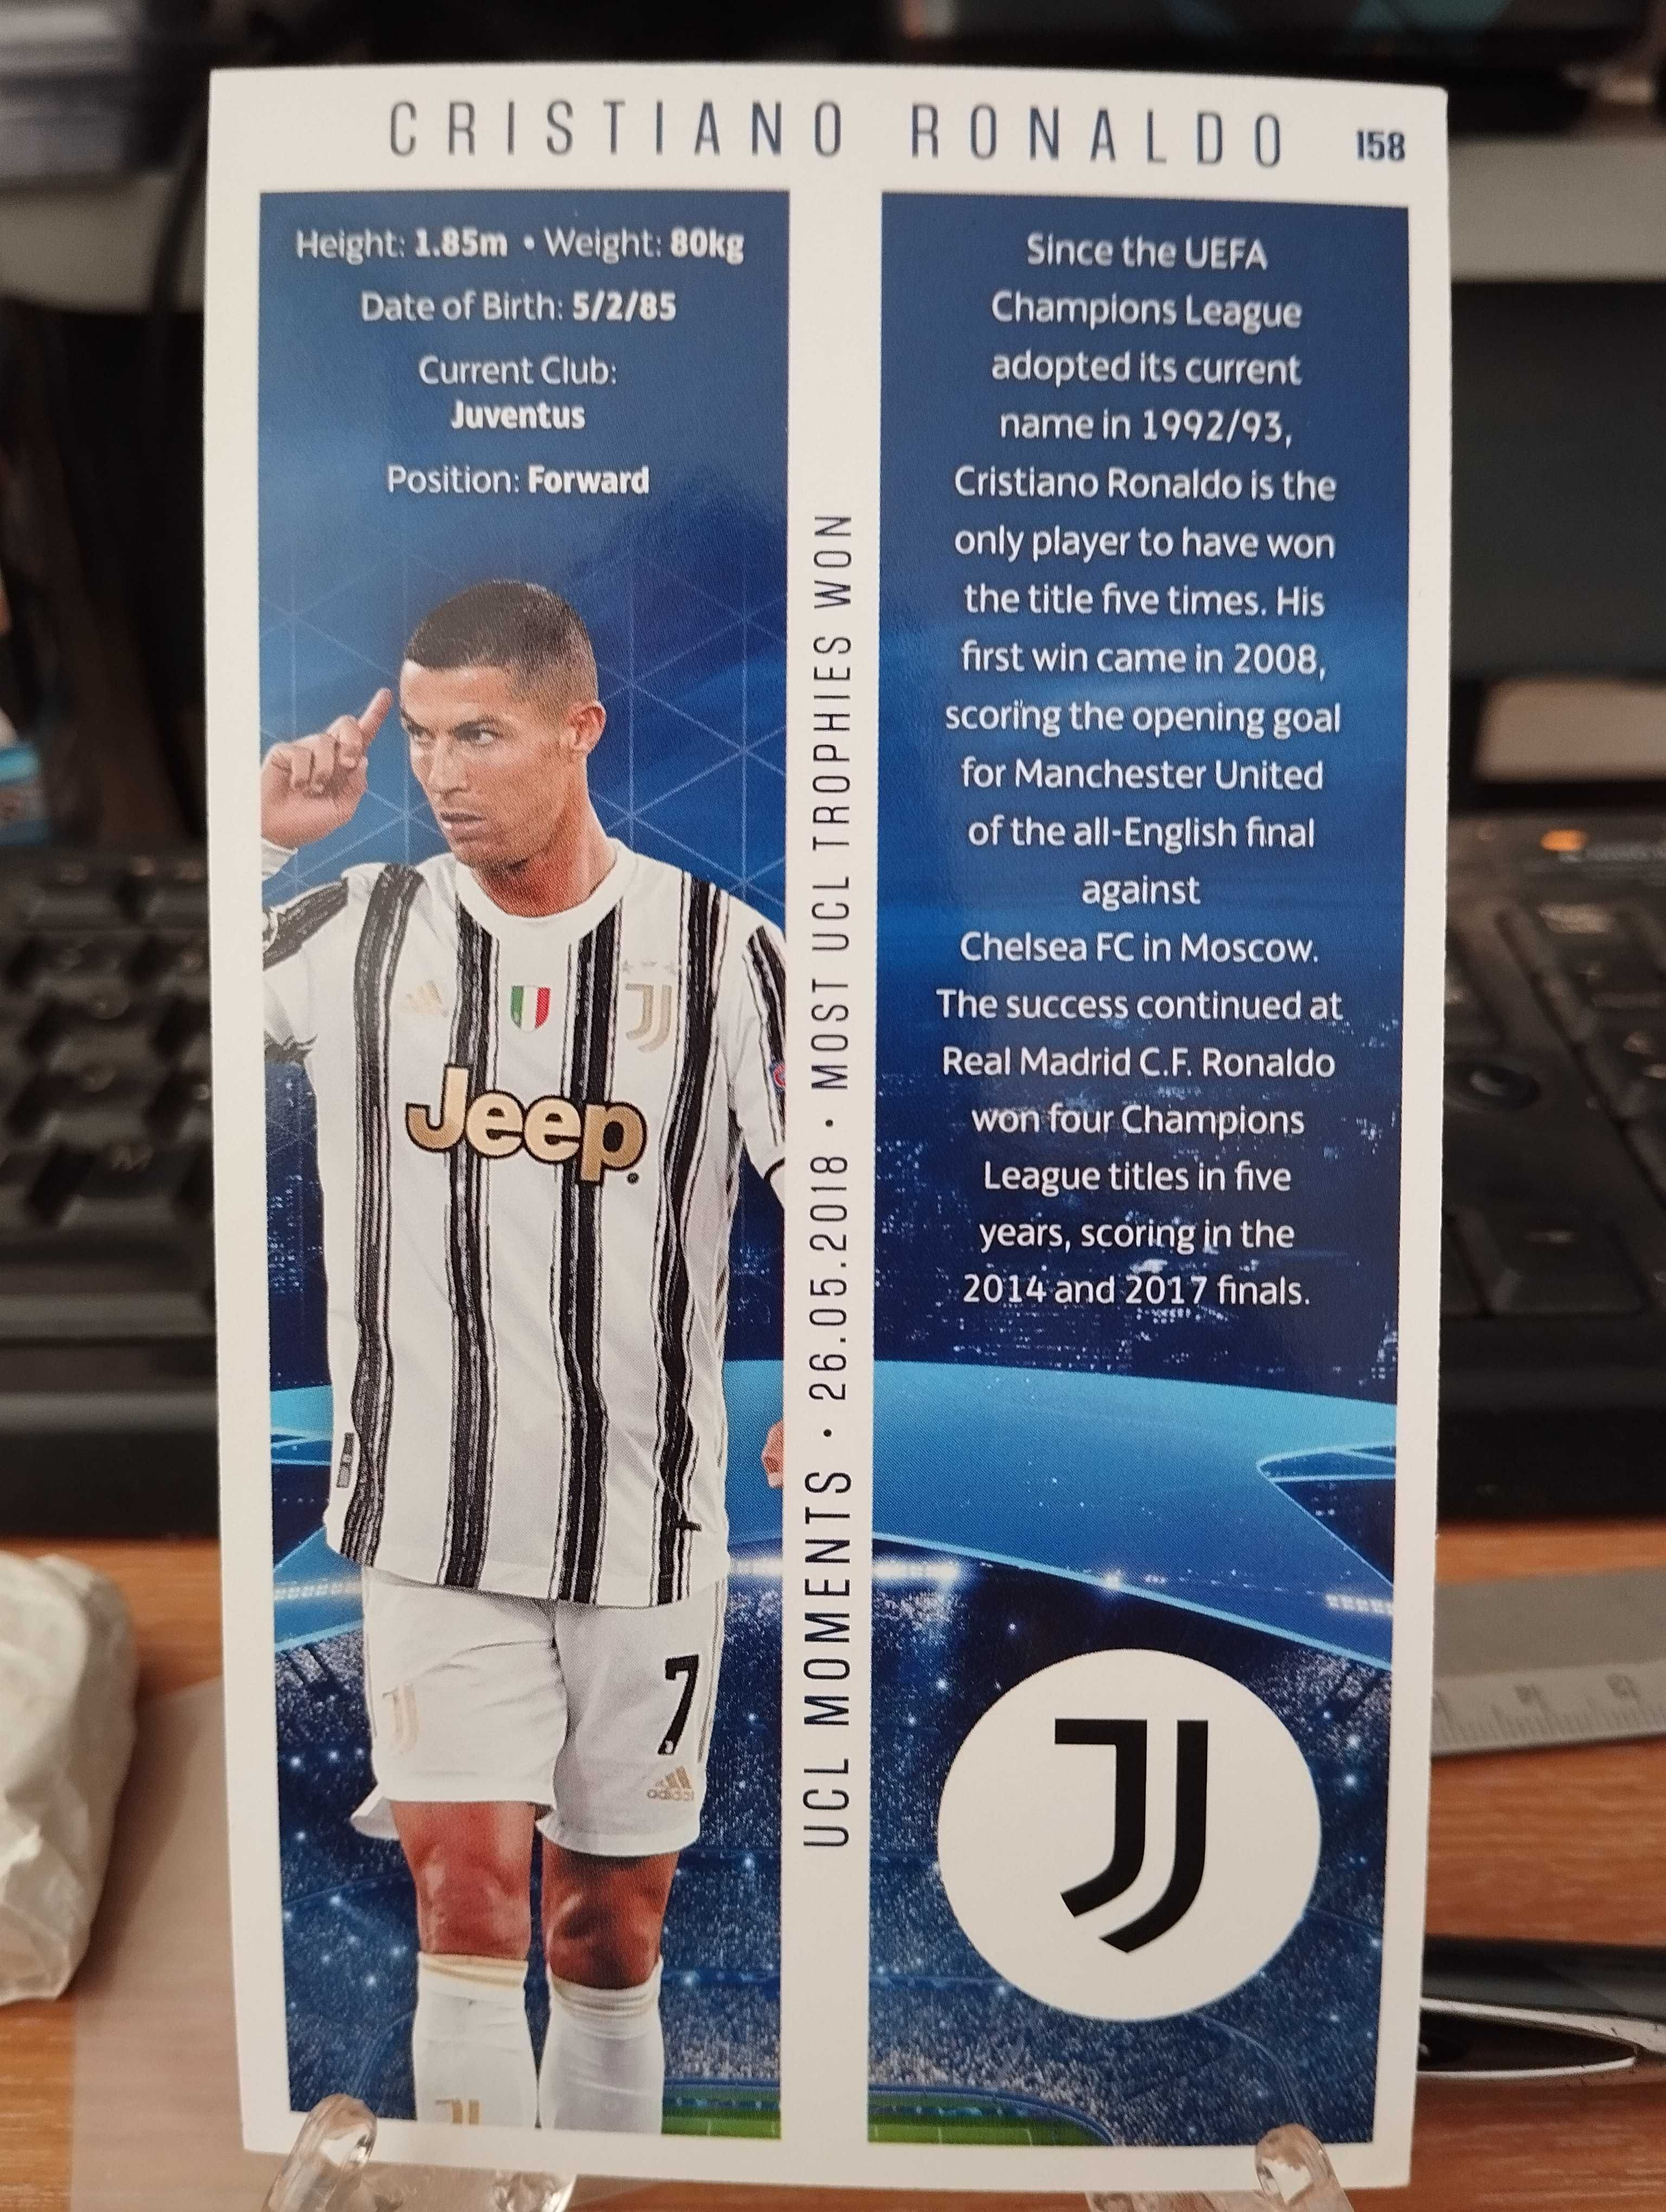 CRISTIANO RONALDO 158
Height: 1.85m • Weight: 80kg
Date of Birth: 5/2/85
Current Club:
Juventus
Position: Forward
Jeep
7
adidas
UCL MOMENTS • 26.05.2018 • MOST UCL TROPHIES WON
Since the UEFA
Champions League
adopted its current
name in 1992/93,
Cristiano Ronaldo is the
only player to have won
the title five times. His
first win came in 2008,
scoring the opening goal
for Manchester United
of the all-English final
against
Chelsea FC in Moscow.
The success continued at
Real Madrid C.F. Ronaldo
won four Champions
League titles in five
years, scoring in the
2014 and 2017 finals.